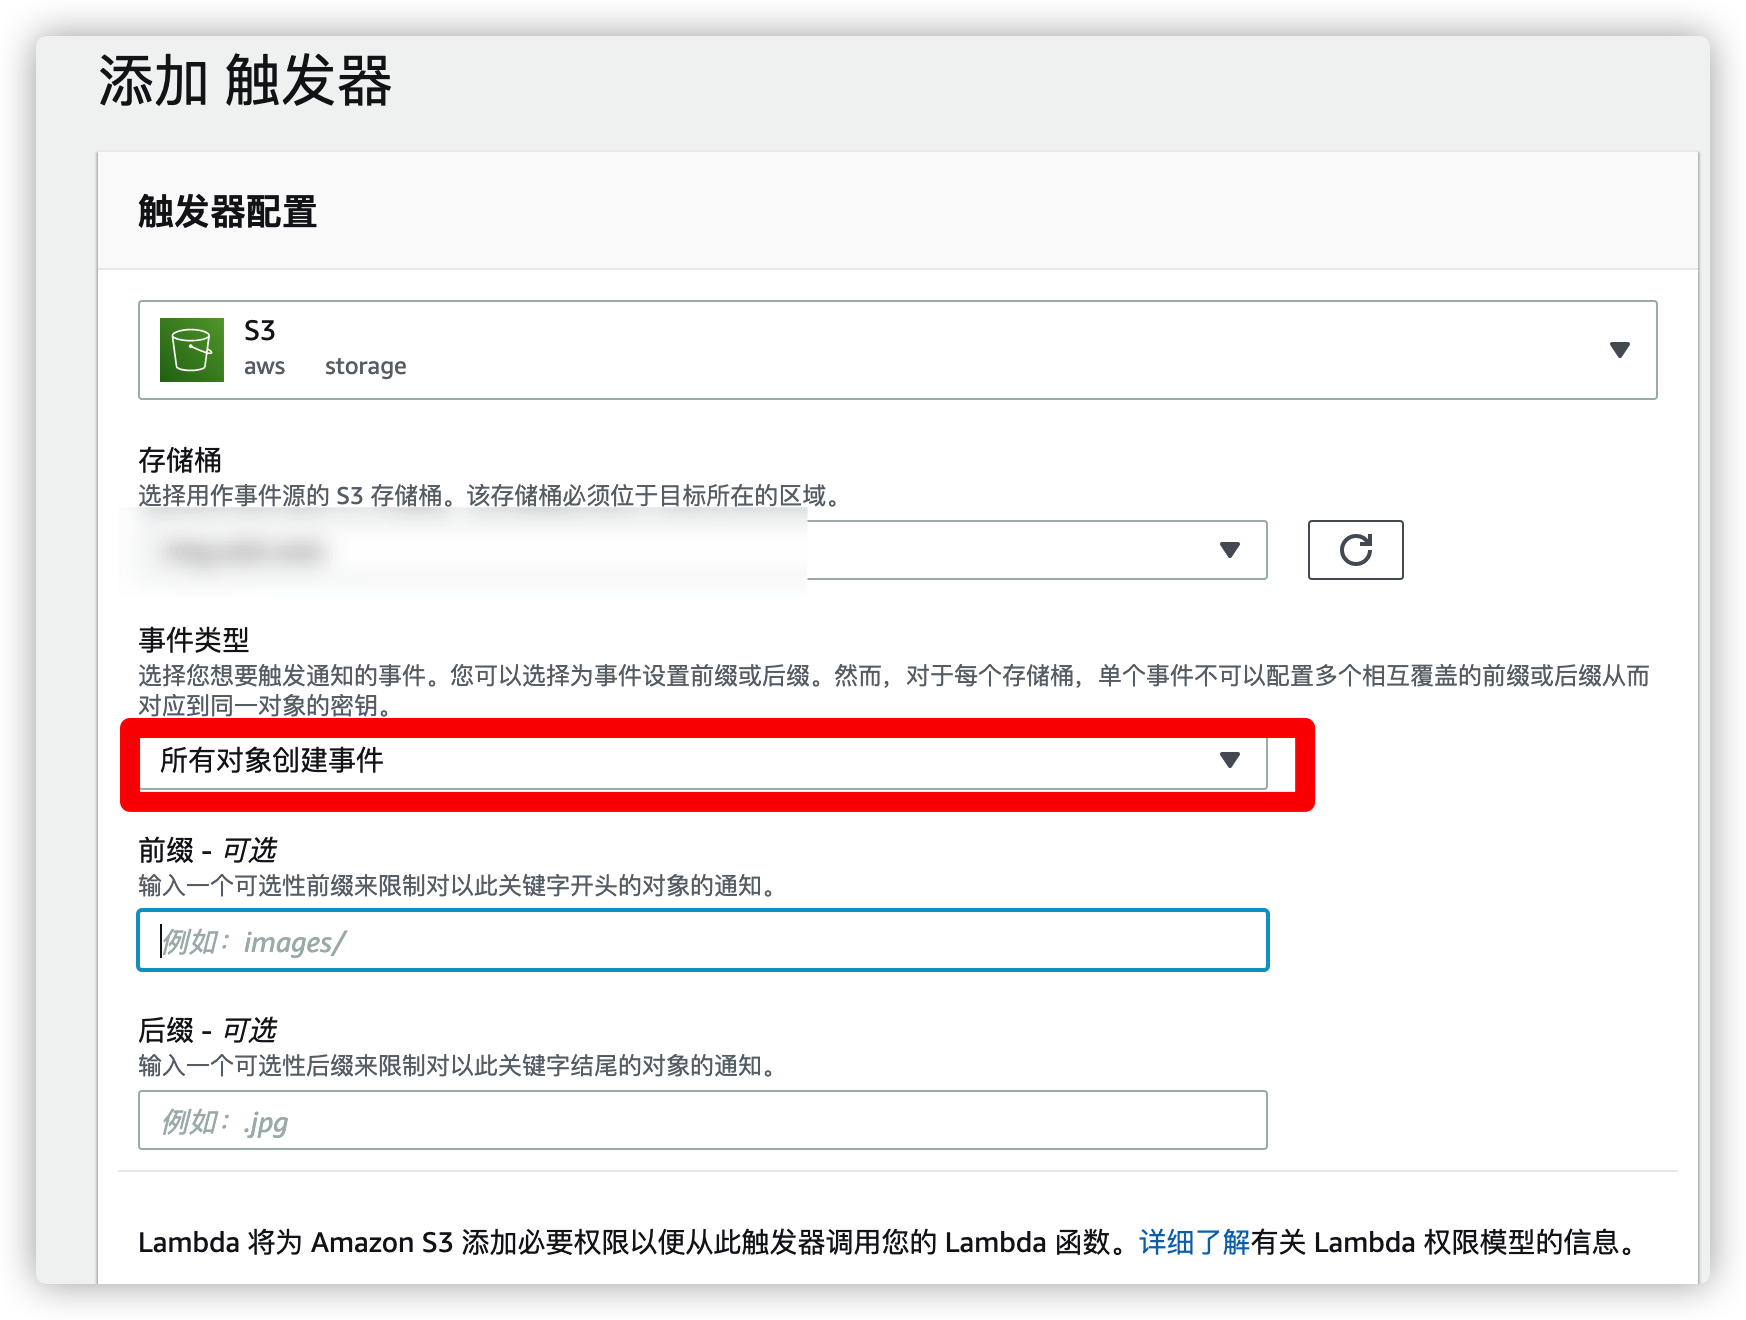 添加 触发器
触发器配置
S3
aws storage
存储桶
选择用作事件源的 S3 存储桶。该存储桶必须位于目标所在的区域。
事件类型
选择您想要触发通知的事件。您可以选择为事件设置前缀或后缀。然而，对于每个存储桶，单个事件不可以配置多个相互覆盖的前缀或后缀从而
对应到同一对象的密钥。
所有对象创建事件
前缀 - 可选
输入一个可选性前缀来限制对以此关键字开头的对象的通知。
例如：images/
后缀 - 可选
输入一个可选性后缀来限制对以此关键字结尾的对象的通知。
例如：.jpg
Lambda 将为 Amazon S3 添加必要权限以便从此触发器调用您的 Lambda 函数。详细了解有关 Lambda 权限模型的信息。